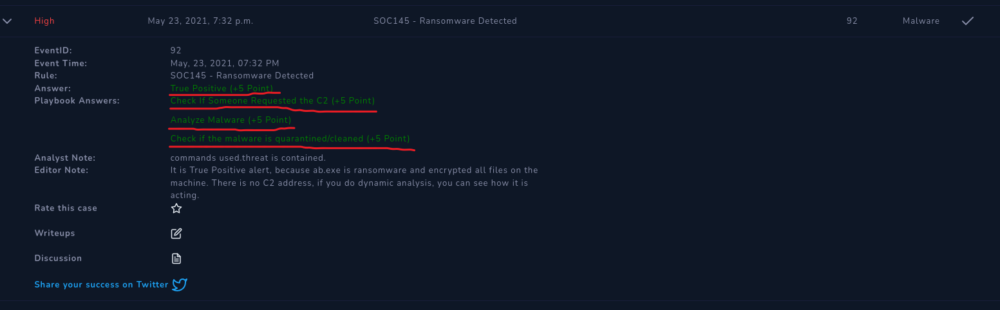 High May 23, 2021, 7:32 p.m. SOC145 - Ransomware Detected 92 Malware
EventID: 92
Event Time: May, 23, 2021, 07:32 PM
Rule: SOC145 - Ransomware Detected
Answer: True Positive (+5 Point)
Playbook Answers: Check If Someone Requested the C2 (+5 Point)
Analyze Malware (+5 Point)
Check if the malware is quarantined/cleaned (+5 Point)
Analyst Note: commands used.threat is contained.
Editor Note: It is True Positive alert, because ab.exe is ransomware and encrypted all files on the
machine. There is no C2 address, if you do dynamic analysis, you can see how it is
acting.
Rate this case
Writeups
Discussion
Share your success on Twitter